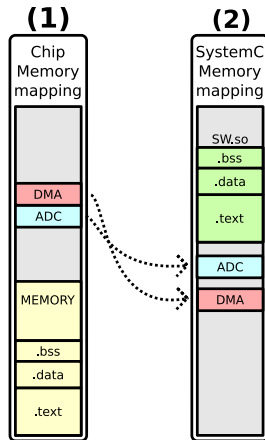 (1)
Chip
Memory
mapping
DMA
ADC
MEMORY
.bss
.data
.text
(2)
SystemC
Memory
mapping
SW.so
.bss
.data
.text
ADC
DMA